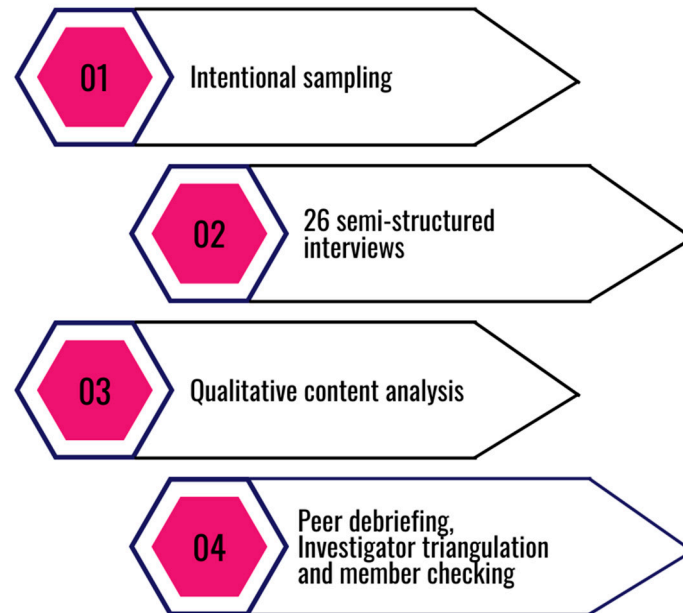 01
Intentional sampling
02
26 semi-structured
interviews
03
Qualitative content analysis
04
Peer debriefing,
Investigator triangulation
and member checking